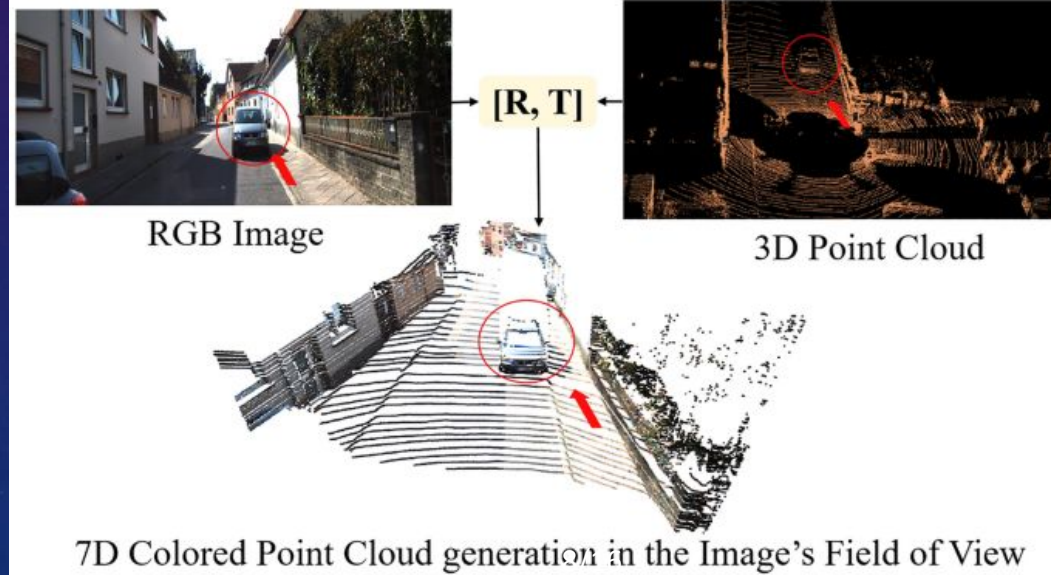 [R, T]
RGB Image
3D Point Cloud
7D Colored Point Cloud generation in the Image's Field of View